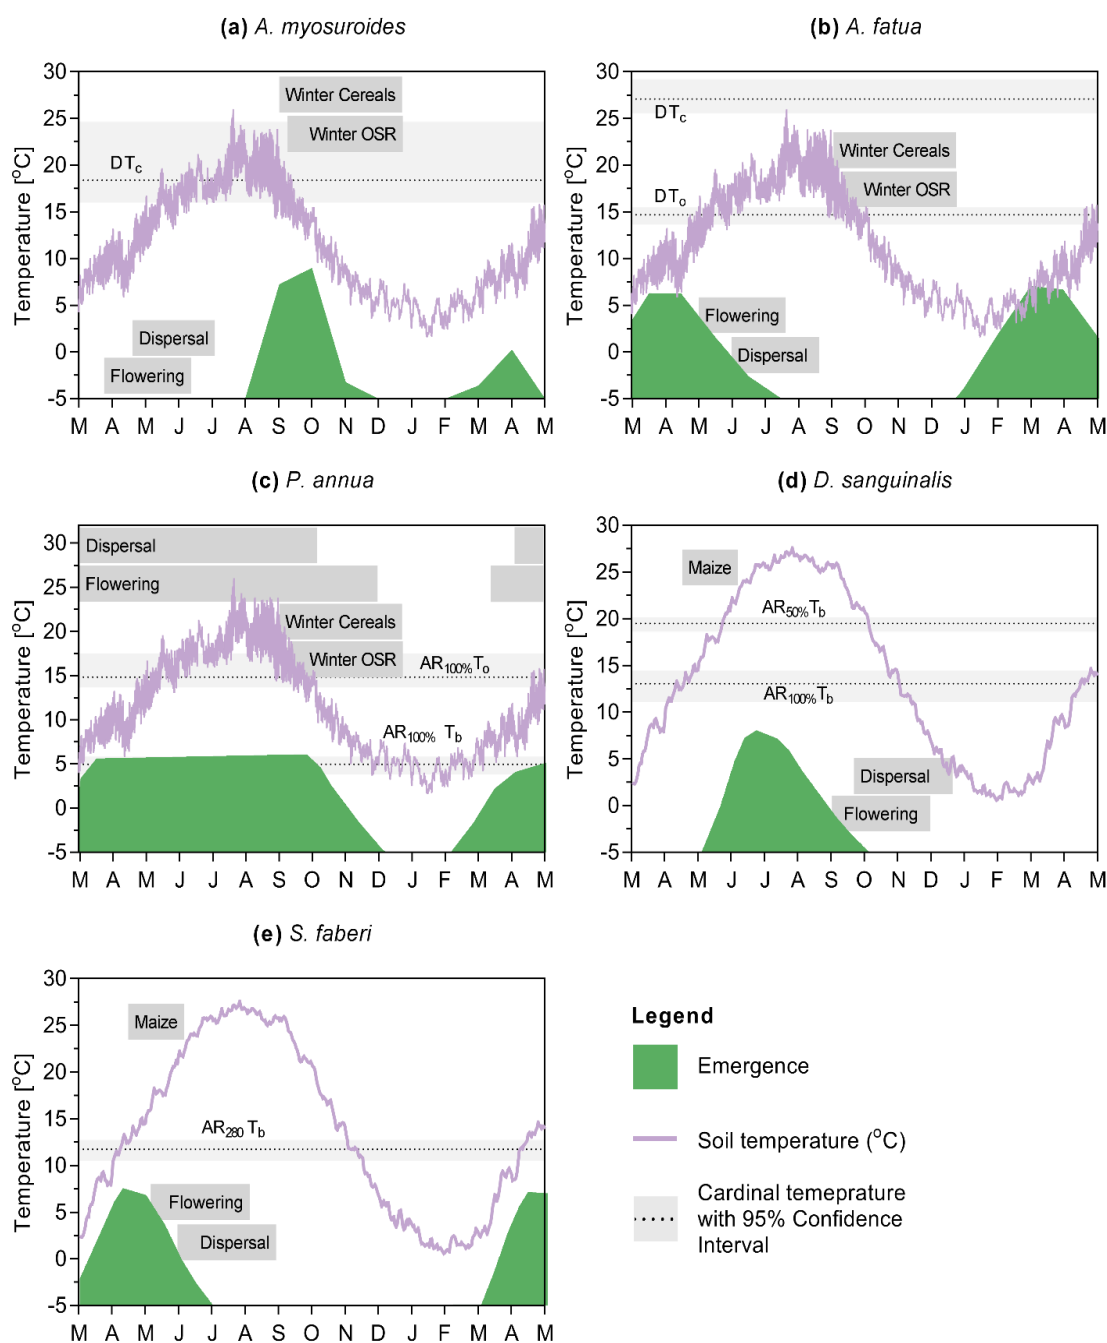 (a) A. myosuroides
Temperature [°C]
30
25
20
15
10
5
0
-5
Winter Cereals
Winter OSR
DTc
Dispersal
Flowering
M A M J J A S O N D J F M A M
(b) A. fatua
Temperature [°C]
30
25
20
15
10
5
0
-5
DTc
Winter Cereals
Winter OSR
DTo
Flowering
Dispersal
M A M J J A S O N D J F M A M
(c) P. annua
Temperature [°C]
30
25
20
15
10
5
0
-5
Dispersal
Flowering
Winter Cereals
Winter OSR
AR100%To
AR100% Tb
M A M J J A S O N D J F M A M
(d) D. sanguinalis
Temperature [°C]
30
25
20
15
10
5
0
-5
Maize
AR50%Tb
AR100%Tb
Dispersal
Flowering
M A M J J A S O N D J F M A M
(e) S. faberi
Temperature [°C]
30
25
20
15
10
5
0
-5
Maize
AR280 Tb
Flowering
Dispersal
M A M J J A S O N D J F M A M
Legend
Emergence
Soil temperature (°C)
Cardinal temeprature
with 95% Confidence
Interval